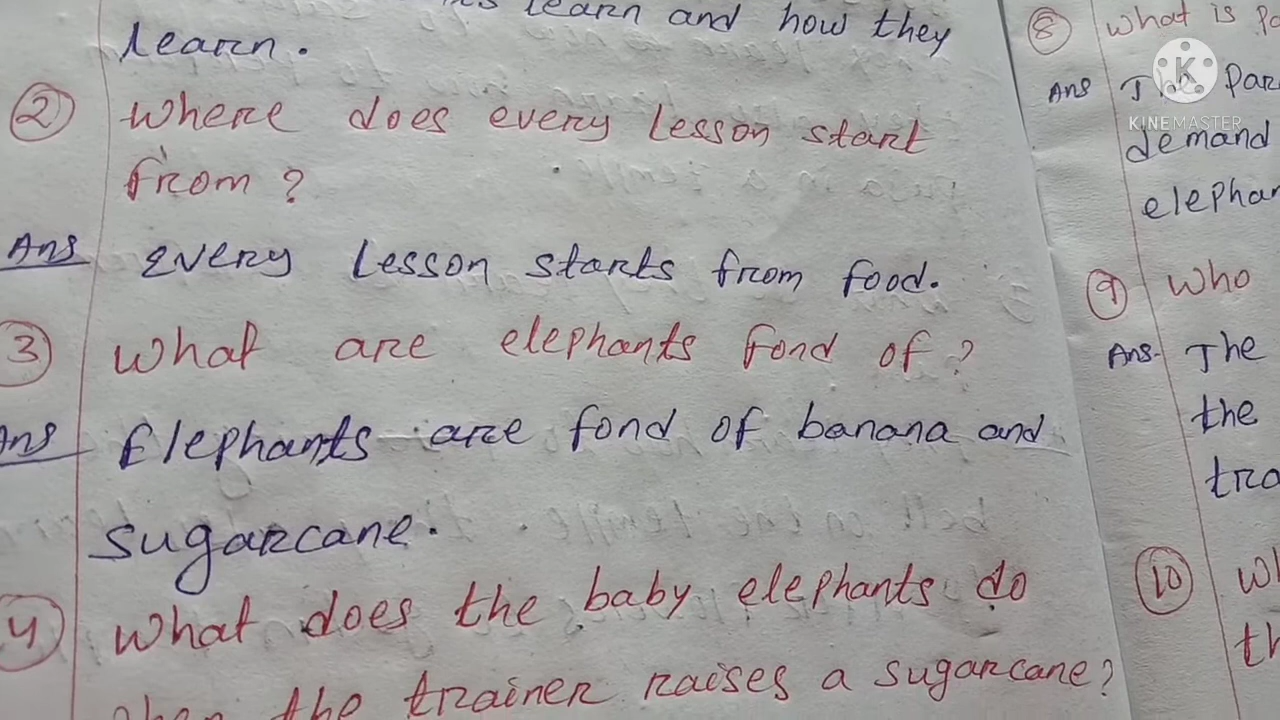 learn and how they
learn.
② Where does every lesson start
from?
Ans Every lesson starts from food.
③ What are elephants fond of?
Ans Elephants are fond of banana and
sugarcane.
④ What does the baby elephants do
when the trainer raises a sugarcane?
⑧ What is
Ans The
demand
⑨ Who
Ans- The
the
⑩
KINEMASTER